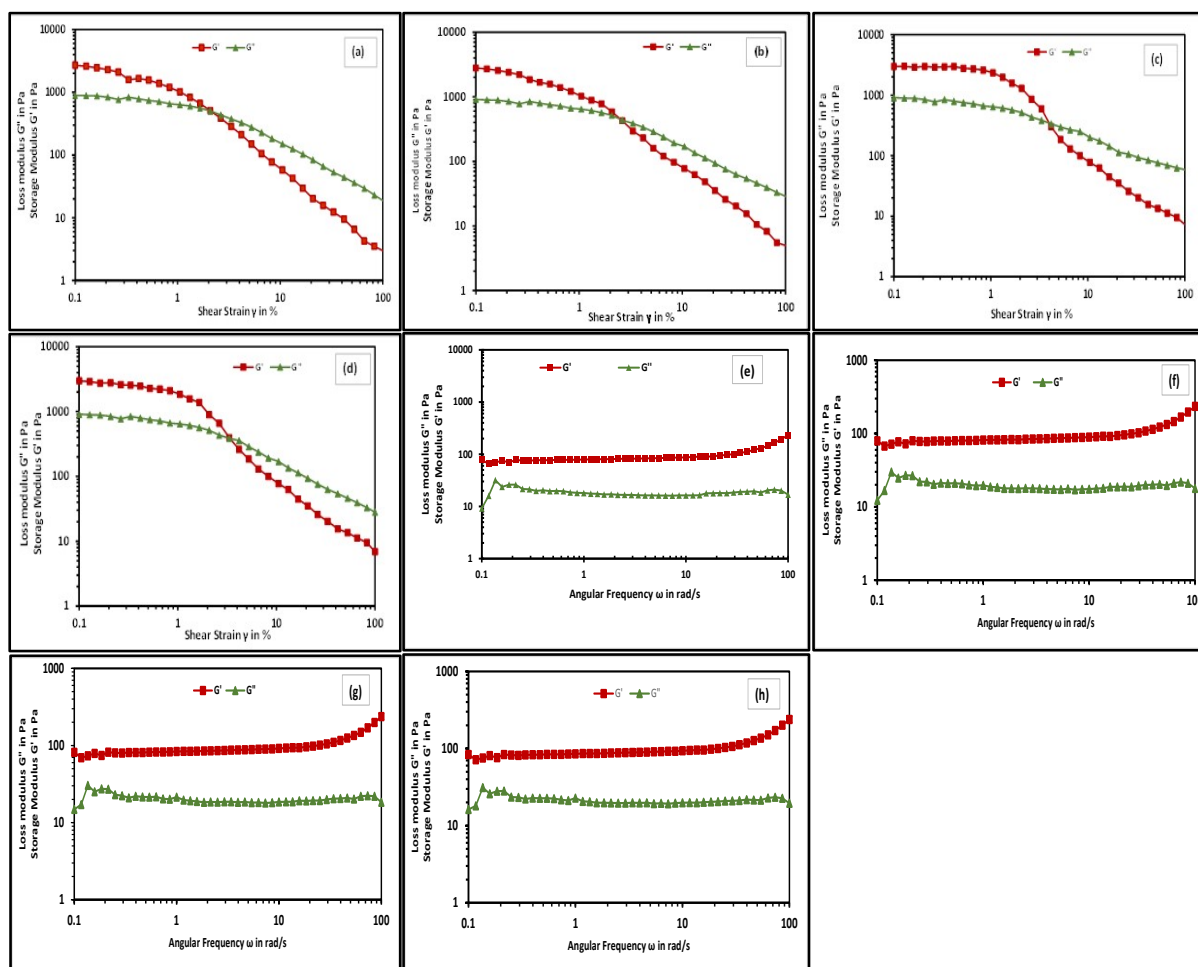 G' G"
(a)
10000
1000
100
10
1
0.1 1 10 100
Loss modulus G" in Pa
Storage Modulus G' in Pa
Shear Strain γ in %
G' G"
(b)
10000
1000
100
10
1
0.1 1 10 100
Loss modulus G" in Pa
Storage Modulus G' in Pa
Shear Strain γ in %
G' G"
(c)
10000
1000
100
10
1
0.1 1 10 100
Loss modulus G" in Pa
Storage Modulus G' in Pa
Shear Strain γ in %
G' G"
(d)
10000
1000
100
10
1
0.1 1 10 100
Loss modulus G" in Pa
Storage Modulus G' in Pa
Shear Strain γ in %
G' G"
(e)
10000
1000
100
10
1
0.1 1 10 100
Loss modulus G" in Pa
Storage Modulus G' in Pa
Angular Frequency ω in rad/s
G' G"
(f)
1000
100
10
1
0.1 1 10 10
Loss modulus G" in Pa
Storage Modulus G' in Pa
Angular Frequency ω in rad/s
G' G"
(g)
1000
100
10
1
0.1 1 10 100
Loss modulus G" in Pa
Storage Modulus G' in Pa
Angular Frequency ω in rad/s
G' G"
(h)
1000
100
10
1
0.1 1 10 100
Loss modulus G" in Pa
Storage Modulus G' in Pa
Angular Frequency ω in rad/s